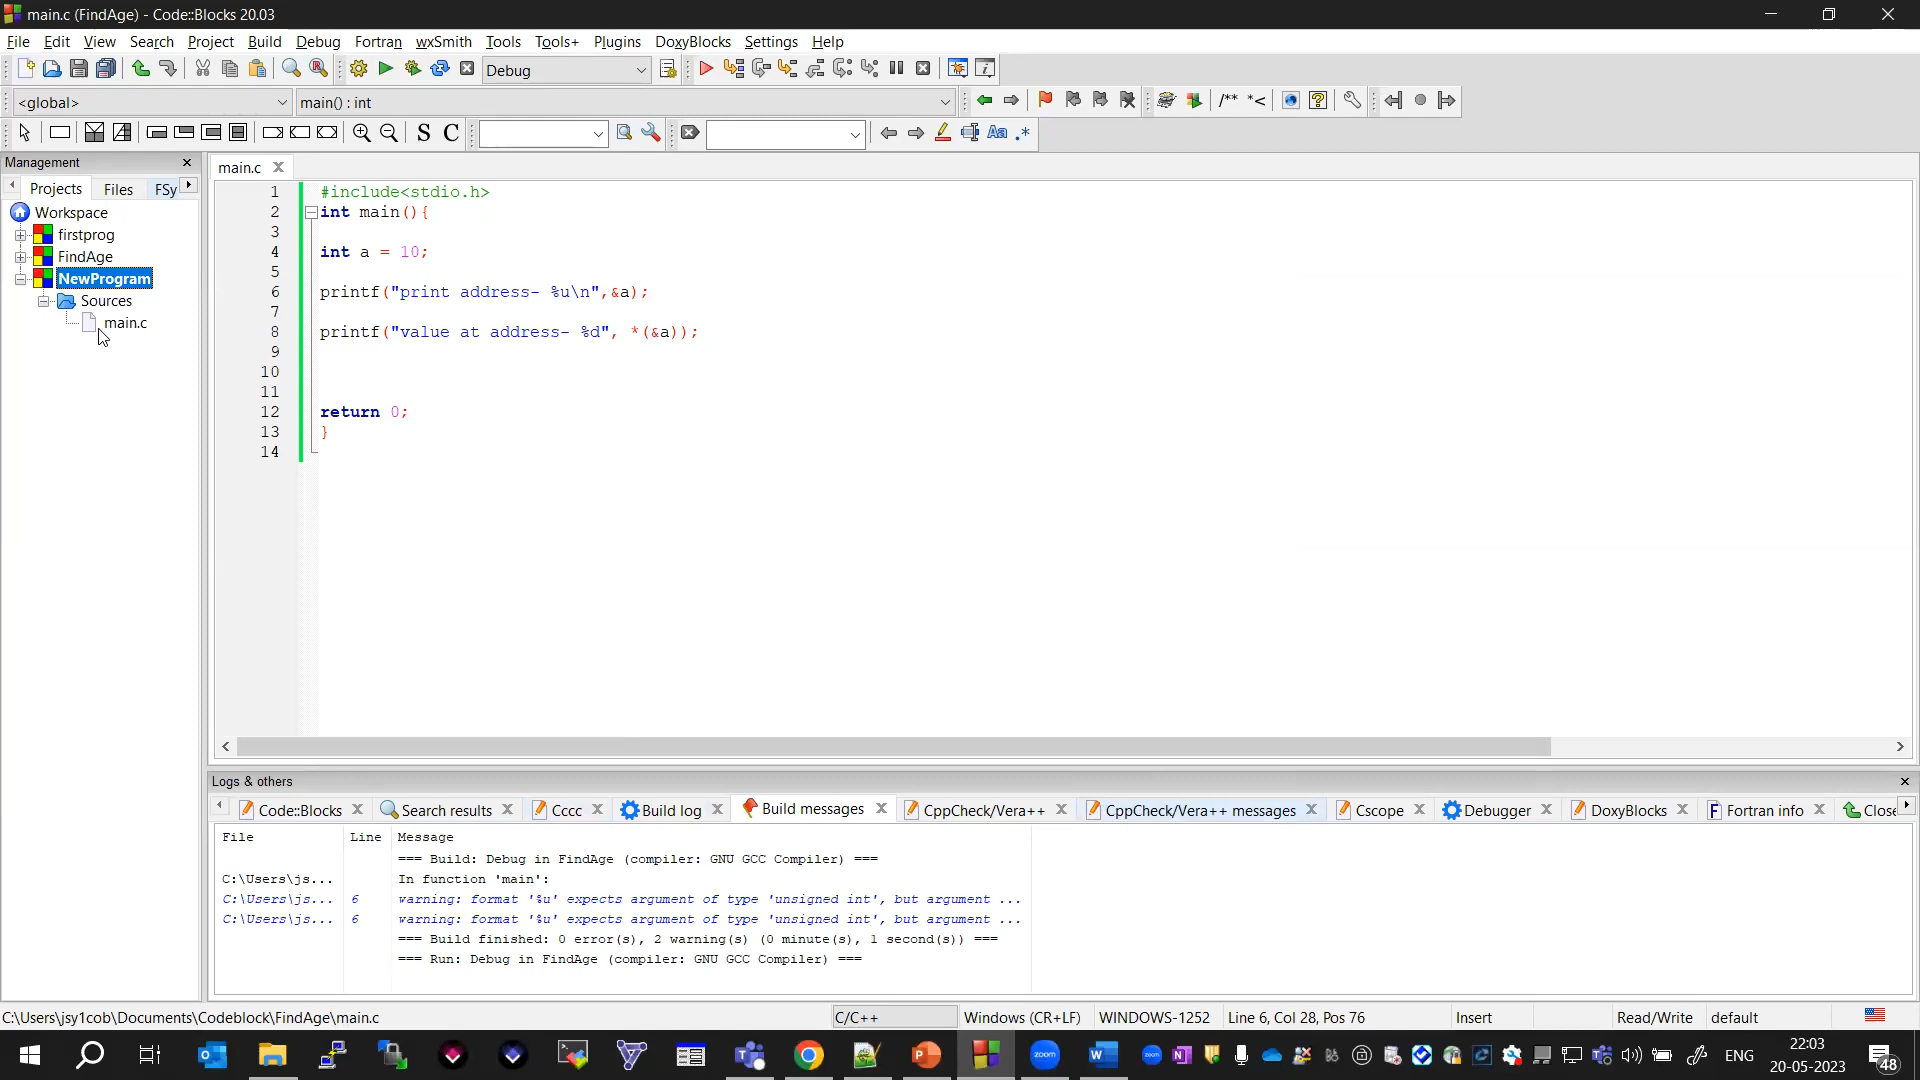 main.c (FindAge) - Code::Blocks 20.03
File Edit View Search Project Build Debug Fortran wxSmith Tools Tools+ Plugins DoxyBlocks Settings Help
Debug
<global> main() : int
/** *<
S C Aa .*
Management
Projects Files FSy
Workspace
firstprog
FindAge
NewProgram
Sources
main.c
main.c
1 #include<stdio.h>
2 int main(){
3
4 int a = 10;
5
6 printf("print address- %u\n",&a);
7
8 printf("value at address- %d", *(&a));
9
10
11
12 return 0;
13 }
14
Logs & others
Code::Blocks Search results Cccc Build log Build messages CppCheck/Vera++ CppCheck/Vera++ messages Cscope Debugger DoxyBlocks Fortran info Close
File Line Message
=== Build: Debug in FindAge (compiler: GNU GCC Compiler) ===
C:\Users\js... In function 'main':
C:\Users\js... 6 warning: format '%u' expects argument of type 'unsigned int', but argument ...
C:\Users\js... 6 warning: format '%u' expects argument of type 'unsigned int', but argument ...
=== Build finished: 0 error(s), 2 warning(s) (0 minute(s), 1 second(s)) ===
=== Run: Debug in FindAge (compiler: GNU GCC Compiler) ===
C:\Users\jsy1cob\Documents\Codeblock\FindAge\main.c C/C++ Windows (CR+LF) WINDOWS-1252 Line 6, Col 28, Pos 76 Insert Read/Write default
zoom ENG 22:03
20-05-2023 48